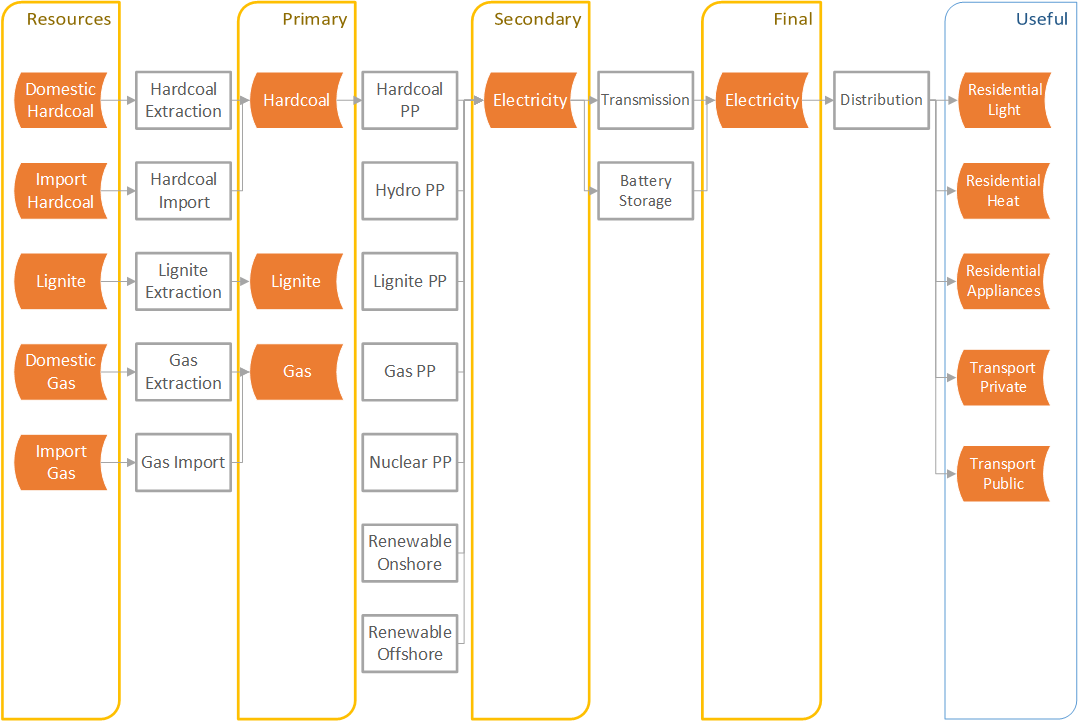 Resources
Primary
Secondary
Final
Useful
Domestic
Hardcoal
Hardcoal
Extraction
Hardcoal
Hardcoal
PP
Electricity
Transmission
Electricity
Distribution
Residential
Light
Import
Hardcoal
Hardcoal
Import
Hydro PP
Battery
Storage
Residential
Heat
Lignite
Lignite
Extraction
Lignite
Lignite PP
Residential
Appliances
Domestic
Gas
Gas
Extraction
Gas
Gas PP
Transport
Private
Import
Gas
Gas Import
Nuclear PP
Transport
Public
Renewable
Onshore
Renewable
Offshore